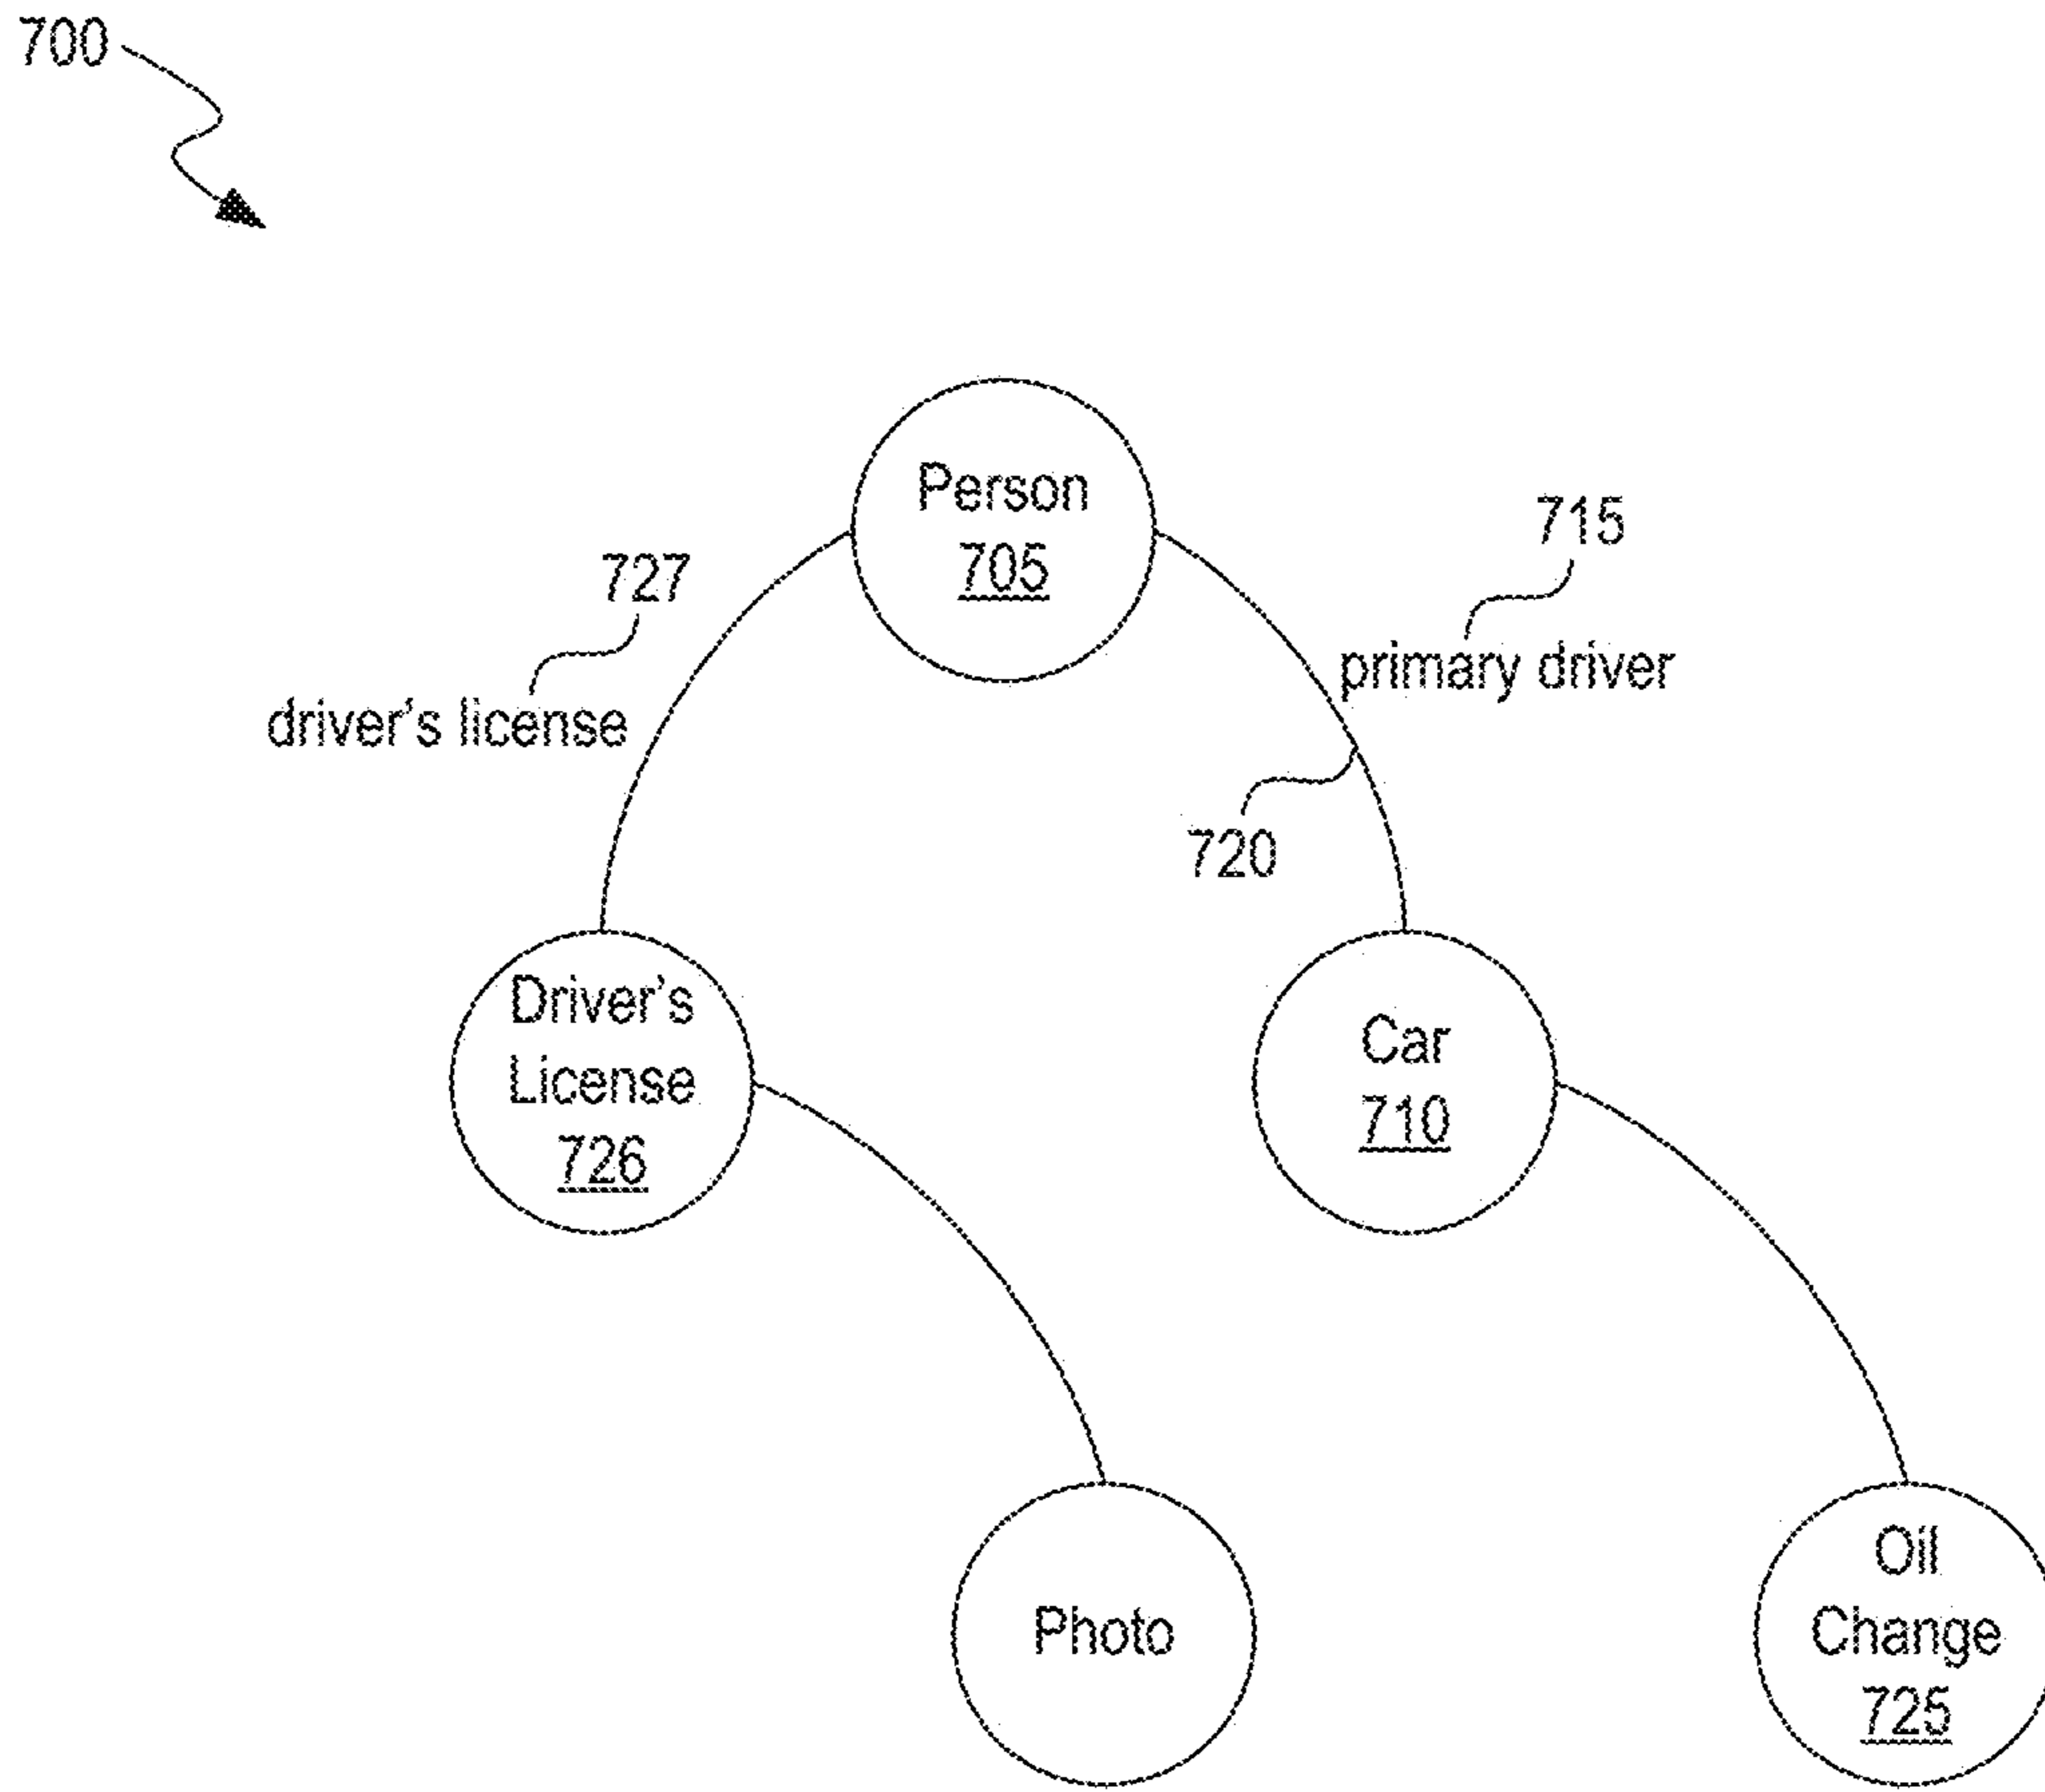 700
Person
705
715
727
primary driver
driver's license
720
Driver's
License
726
Car
710
Photo
Oil
Change
725